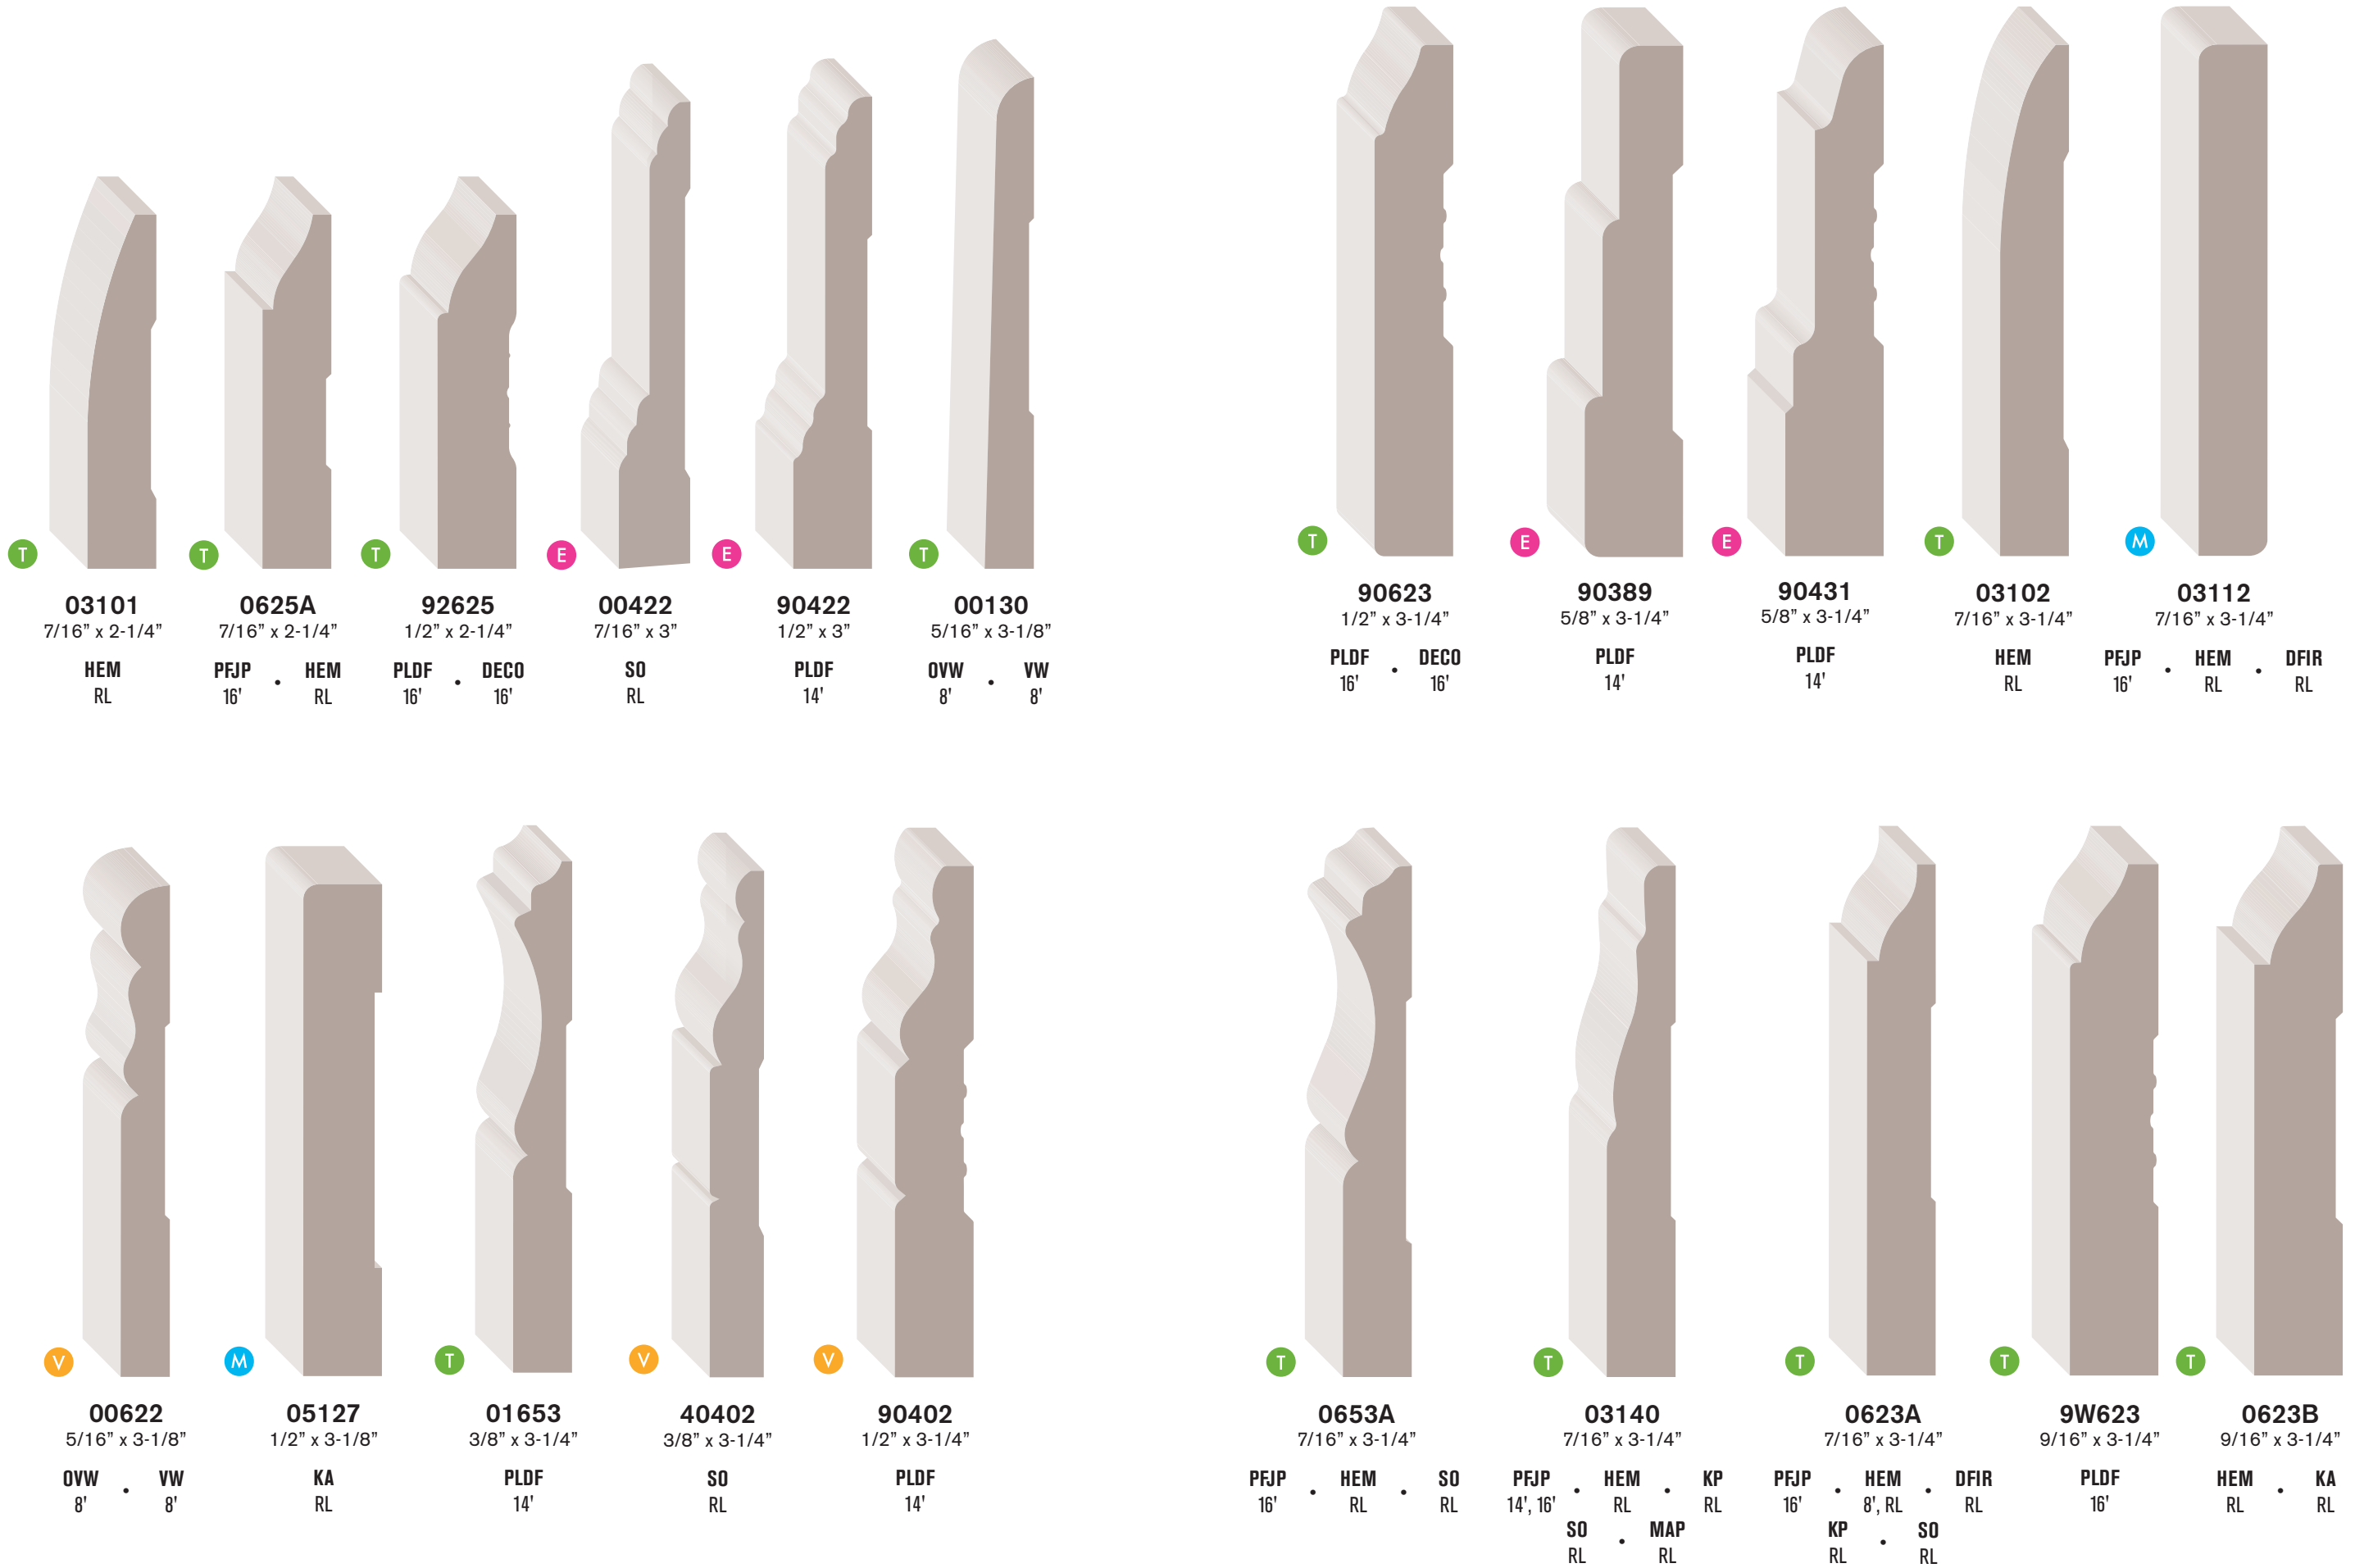 T T T E E T
03101 0625A 92625 00422 90422 00130
7/16” x 2-1/4” 7/16” x 2-1/4” 1/2” x 2-1/4” 7/16” x 3” 1/2” x 3” 5/16” x 3-1/8”
HEM PFJP • HEM PLDF • DECO SO PLDF OVW • VW
RL 16' RL 16' 16' RL 14' 8' 8'
T E E T M
90623 90389 90431 03102 03112
1/2” x 3-1/4” 5/8” x 3-1/4” 5/8” x 3-1/4” 7/16” x 3-1/4” 7/16” x 3-1/4”
PLDF • DECO PLDF PLDF HEM PFJP • HEM • DFIR
16' 16' 14' 14' RL 16' RL RL
V M T V V
00622 05127 01653 40402 90402
5/16” x 3-1/8” 1/2” x 3-1/8” 3/8” x 3-1/4” 3/8” x 3-1/4” 1/2” x 3-1/4”
OVW • VW KA PLDF SO PLDF
8' 8' RL 14' RL 14'
T T T T T
0653A 03140 0623A 9W623 0623B
7/16” x 3-1/4” 7/16” x 3-1/4” 7/16” x 3-1/4” 9/16” x 3-1/4” 9/16” x 3-1/4”
PFJP • HEM • SO PFJP • HEM • KP PFJP • HEM • DFIR PLDF HEM • KA
16' RL RL 14', 16' RL RL 16' 8', RL RL 16' RL RL
SO • MAP KP • SO
RL RL RL RL